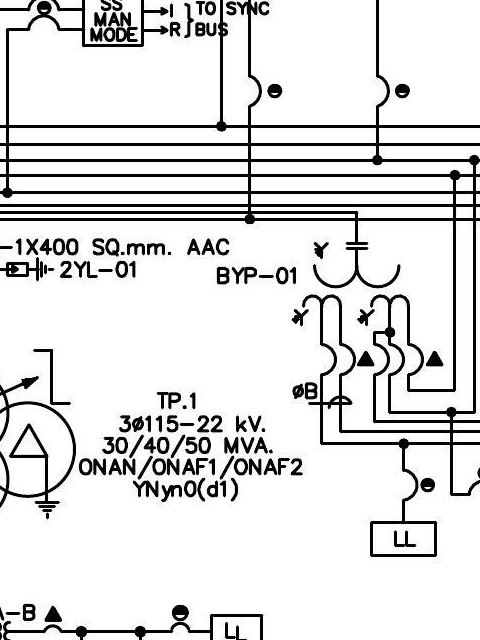 SS
MAN
MODE
I
R
TO SYNC
BUS
-1X400 SQ.mm. AAC
2YL-01
BYP-01
øB
TP.1
3ø115-22 kV.
30/40/50 MVA.
ONAN/ONAF1/ONAF2
YNyn0(d1)
LL
A-B
LL